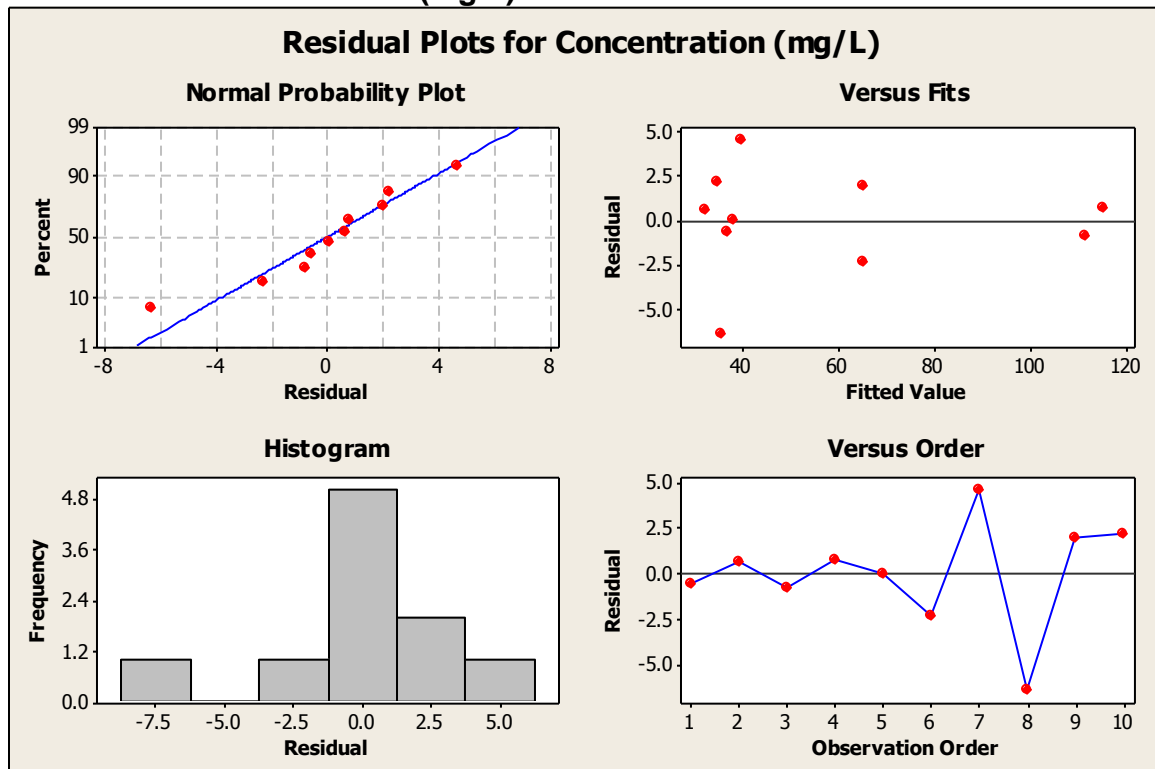 Residual Plots for Concentration (mg/L)
Normal Probability Plot
99
90
50
10
1
Percent
-8 -4 0 4 8
Residual
Versus Fits
5.0
2.5
0.0
-2.5
-5.0
Residual
40 60 80 100 120
Fitted Value
Histogram
4.8
3.6
2.4
1.2
0.0
Frequency
-7.5 -5.0 -2.5 0.0 2.5 5.0
Residual
Versus Order
5.0
2.5
0.0
-2.5
-5.0
Residual
1 2 3 4 5 6 7 8 9 10
Observation Order